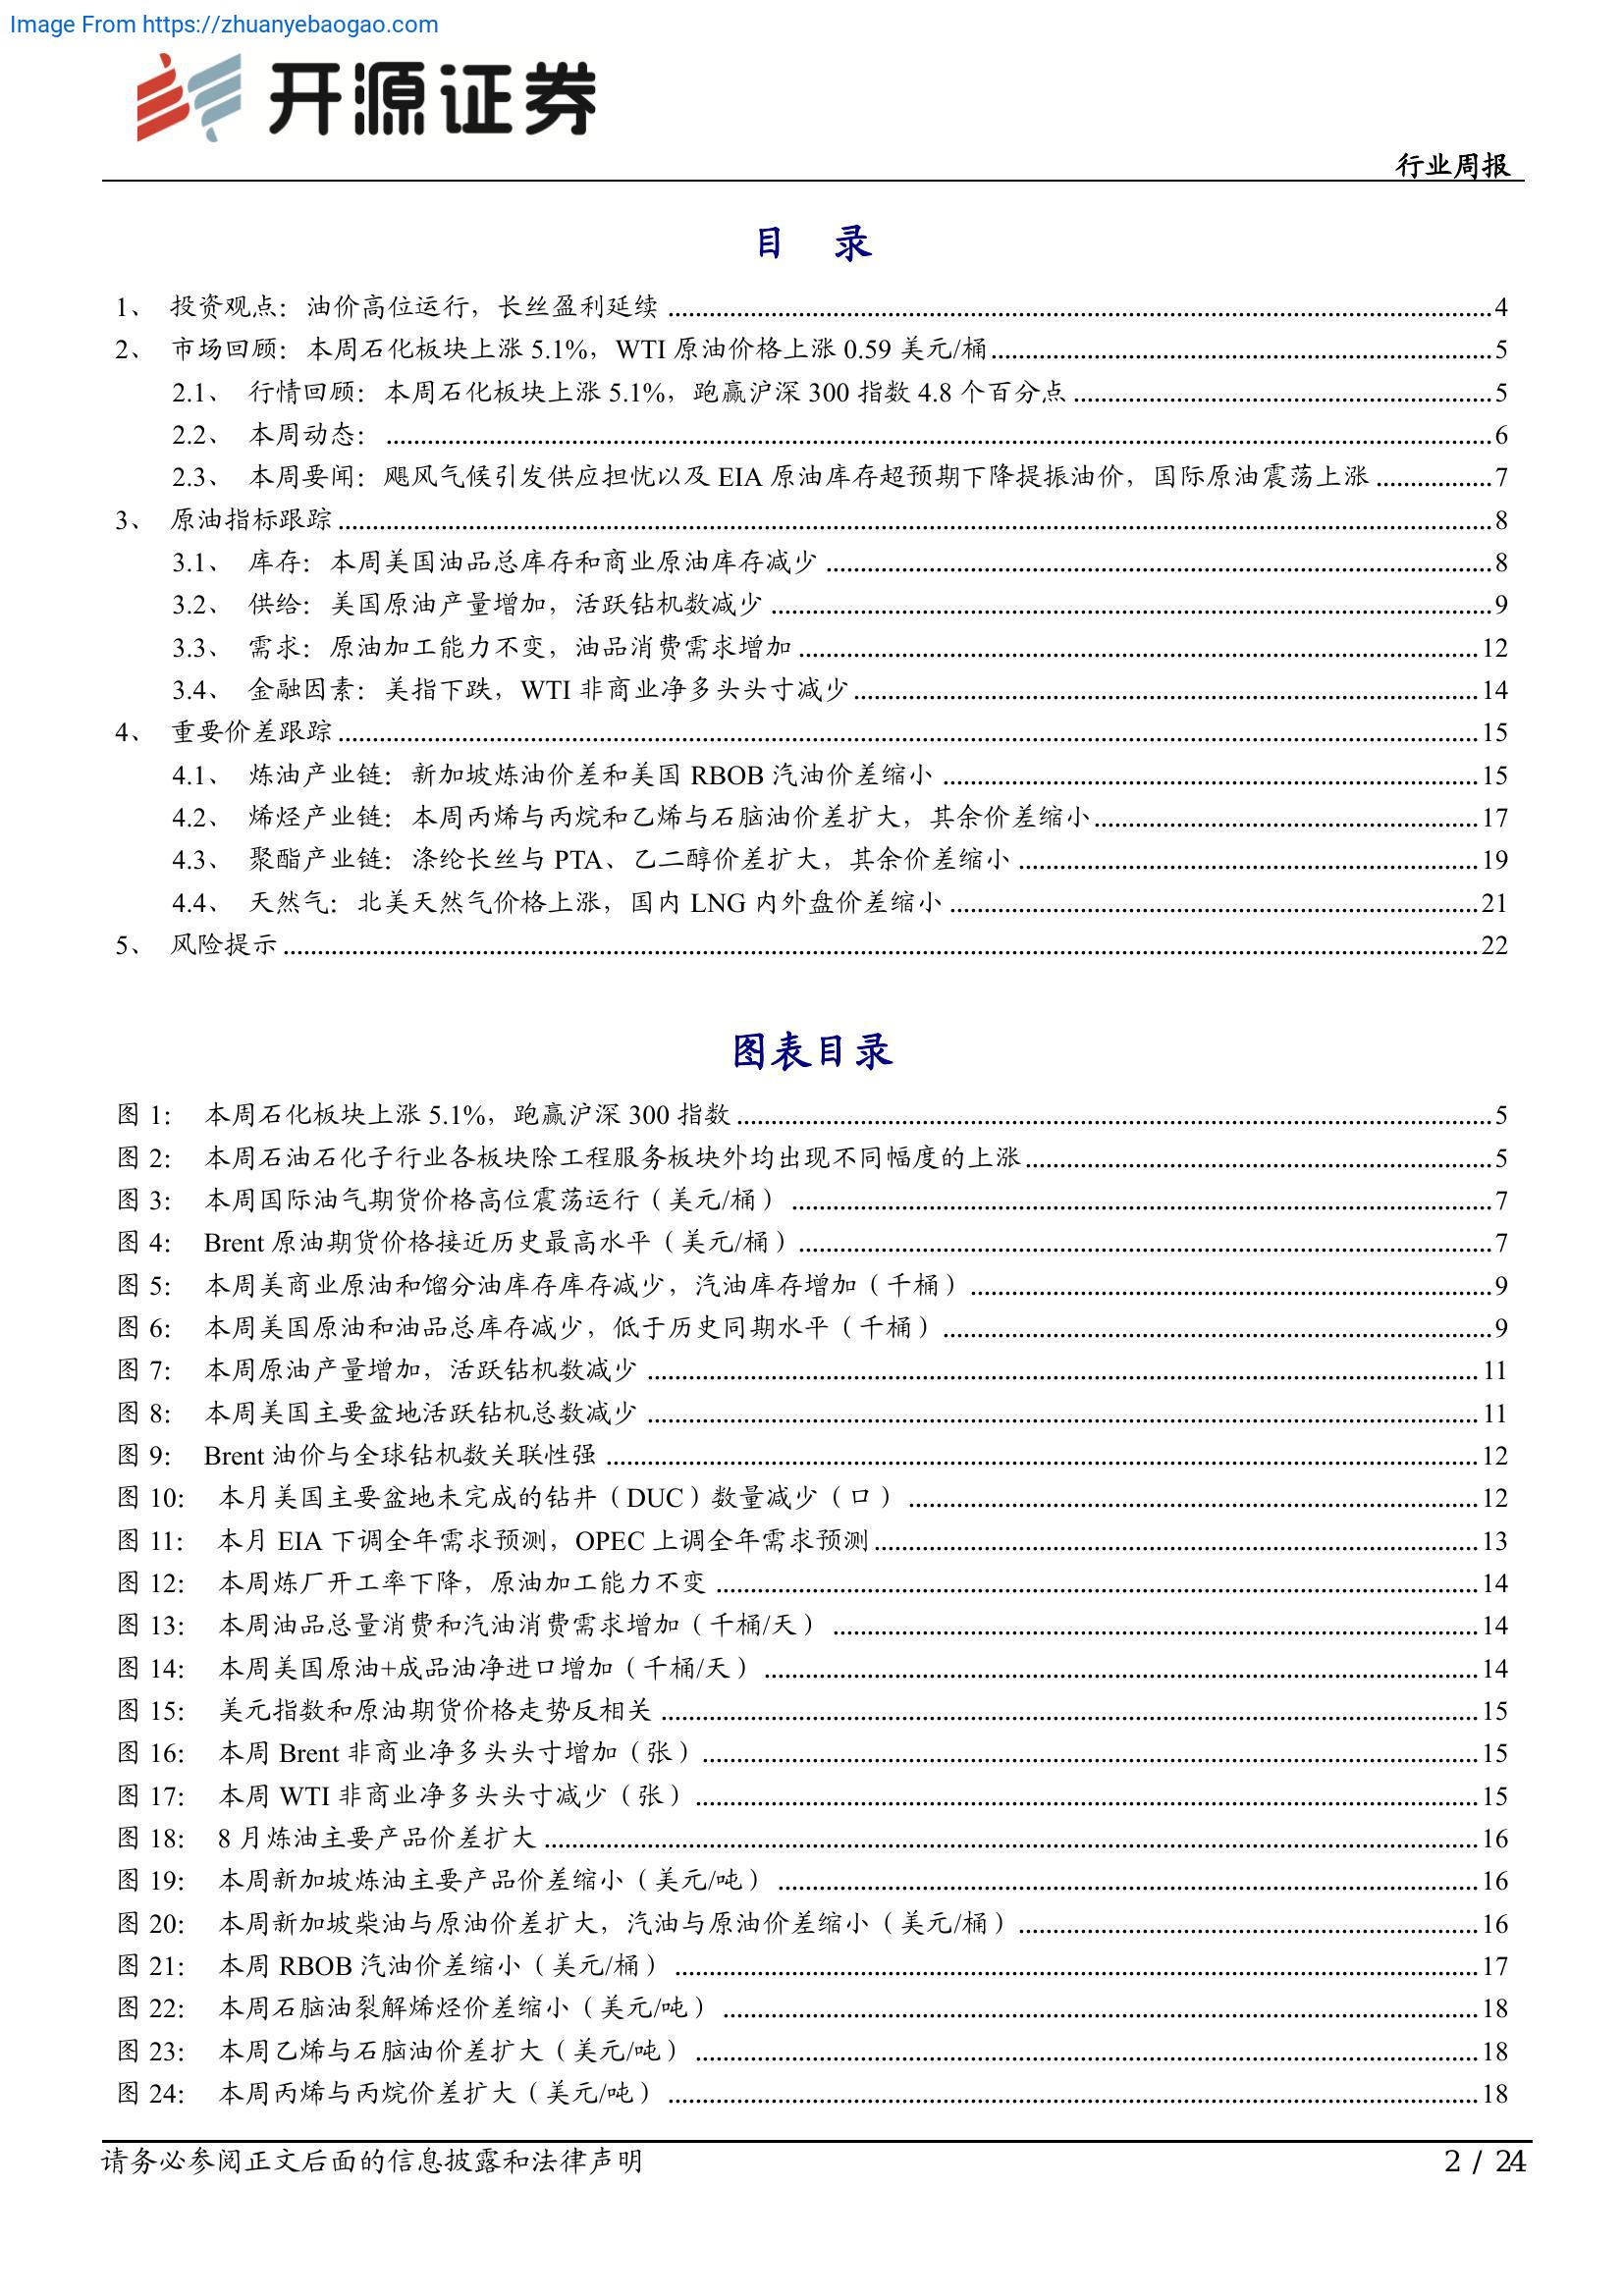 Image From https://zhuanyebaogao.com
开源证券
行业周报
目 录
1、 投资观点：油价高位运行，长丝盈利延续 ........ 4
2、 市场回顾：本周石化板块上涨 5.1%，WTI 原油价格上涨 0.59 美元/桶 ........ 5
2.1、 行情回顾：本周石化板块上涨 5.1%，跑赢沪深 300 指数 4.8 个百分点 ........ 5
2.2、 本周动态： ........ 6
2.3、 本周要闻：飓风气候引发供应担忧以及 EIA 原油库存超预期下降提振油价，国际原油震荡上涨 ........ 7
3、 原油指标跟踪 ........ 8
3.1、 库存：本周美国油品总库存和商业原油库存减少 ........ 8
3.2、 供给：美国原油产量增加，活跃钻机数减少 ........ 9
3.3、 需求：原油加工能力不变，油品消费需求增加 ........ 12
3.4、 金融因素：美指下跌，WTI 非商业净多头头寸减少 ........ 14
4、 重要价差跟踪 ........ 15
4.1、 炼油产业链：新加坡炼油价差和美国 RBOB 汽油价差缩小 ........ 15
4.2、 烯烃产业链：本周丙烯与丙烷和乙烯与石脑油价差扩大，其余价差缩小 ........ 17
4.3、 聚酯产业链：涤纶长丝与 PTA、乙二醇价差扩大，其余价差缩小 ........ 19
4.4、 天然气：北美天然气价格上涨，国内 LNG 内外盘价差缩小 ........ 21
5、 风险提示 ........ 22
图表目录
图 1： 本周石化板块上涨 5.1%，跑赢沪深 300 指数 ........ 5
图 2： 本周石油石化子行业各板块除工程服务板块外均出现不同幅度的上涨 ........ 5
图 3： 本周国际油气期货价格高位震荡运行（美元/桶） ........ 7
图 4： Brent 原油期货价格接近历史最高水平（美元/桶） ........ 7
图 5： 本周美商业原油和馏分油库存库存减少，汽油库存增加（千桶） ........ 9
图 6： 本周美国原油和油品总库存减少，低于历史同期水平（千桶） ........ 9
图 7： 本周原油产量增加，活跃钻机数减少 ........ 11
图 8： 本周美国主要盆地活跃钻机总数减少 ........ 11
图 9： Brent 油价与全球钻机数关联性强 ........ 12
图 10： 本月美国主要盆地未完成的钻井（DUC）数量减少（口） ........ 12
图 11： 本月 EIA 下调全年需求预测，OPEC 上调全年需求预测 ........ 13
图 12： 本周炼厂开工率下降，原油加工能力不变 ........ 14
图 13： 本周油品总量消费和汽油消费需求增加（千桶/天） ........ 14
图 14： 本周美国原油+成品油净进口增加（千桶/天） ........ 14
图 15： 美元指数和原油期货价格走势反相关 ........ 15
图 16： 本周 Brent 非商业净多头头寸增加（张） ........ 15
图 17： 本周 WTI 非商业净多头头寸减少（张） ........ 15
图 18： 8 月炼油主要产品价差扩大 ........ 16
图 19： 本周新加坡炼油主要产品价差缩小（美元/吨） ........ 16
图 20： 本周新加坡柴油与原油价差扩大，汽油与原油价差缩小（美元/桶） ........ 16
图 21： 本周 RBOB 汽油价差缩小（美元/桶） ........ 17
图 22： 本周石脑油裂解烯烃价差缩小（美元/吨） ........ 18
图 23： 本周乙烯与石脑油价差扩大（美元/吨） ........ 18
图 24： 本周丙烯与丙烷价差扩大（美元/吨） ........ 18
请务必参阅正文后面的信息披露和法律声明
2 / 24